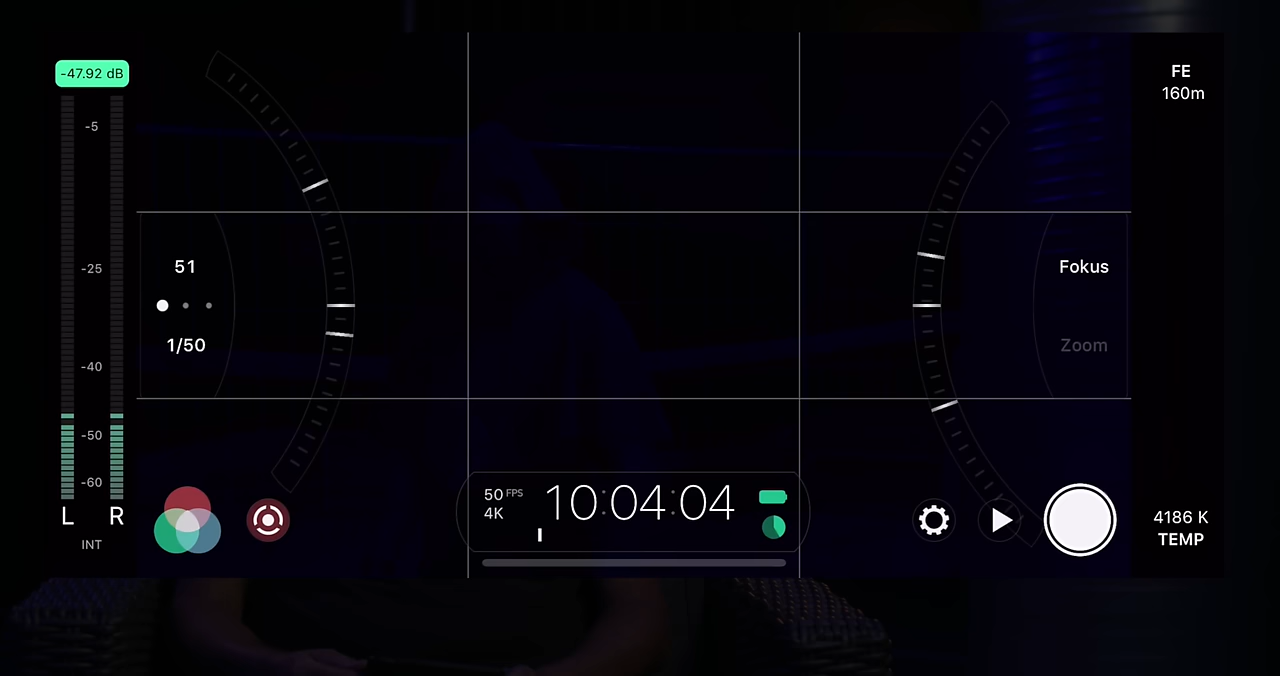 -47.92 dB
-5
-25
-40
-50
-60
L R
INT
51
1/50
50 FPS
4K
10:04:04
FE
160m
Fokus
Zoom
4186 K
TEMP